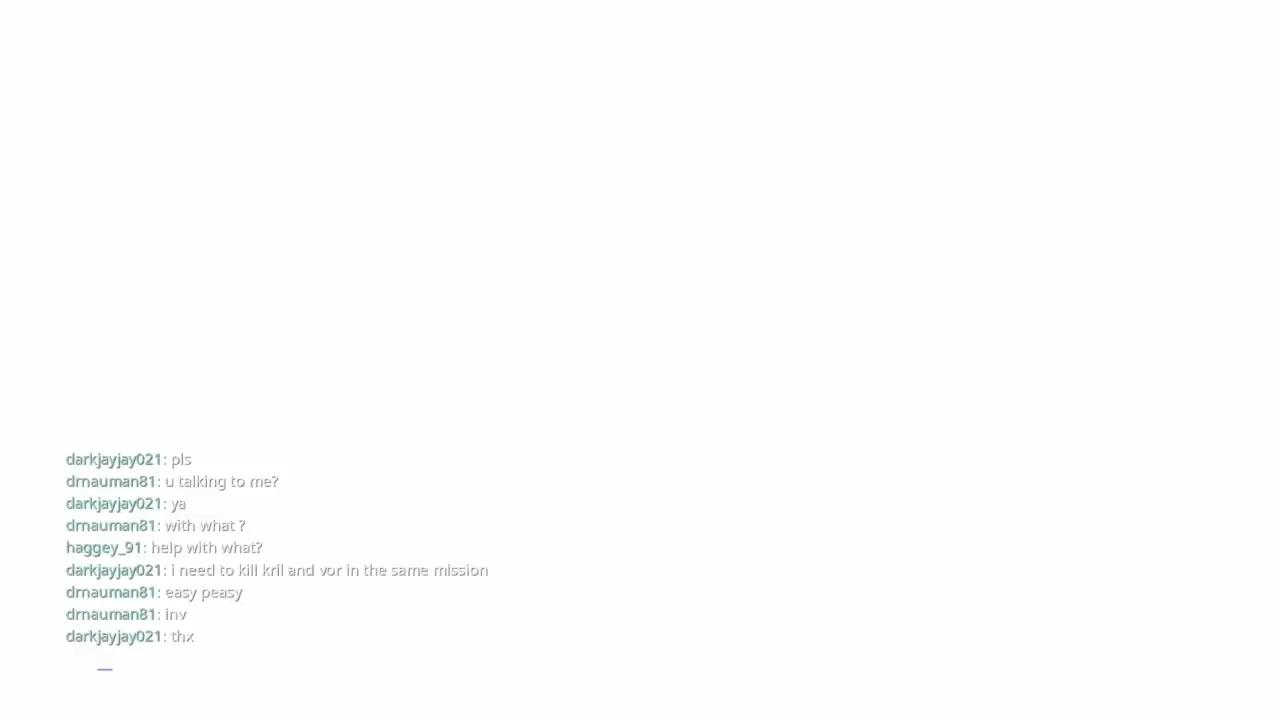 darkjayjay021: pls
drnauman81: u talking to me?
darkjayjay021: ya
drnauman81: with what ?
haggey_91: help with what?
darkjayjay021: i need to kill kril and vor in the same mission
drnauman81: easy peasy
drnauman81: inv
darkjayjay021: thx